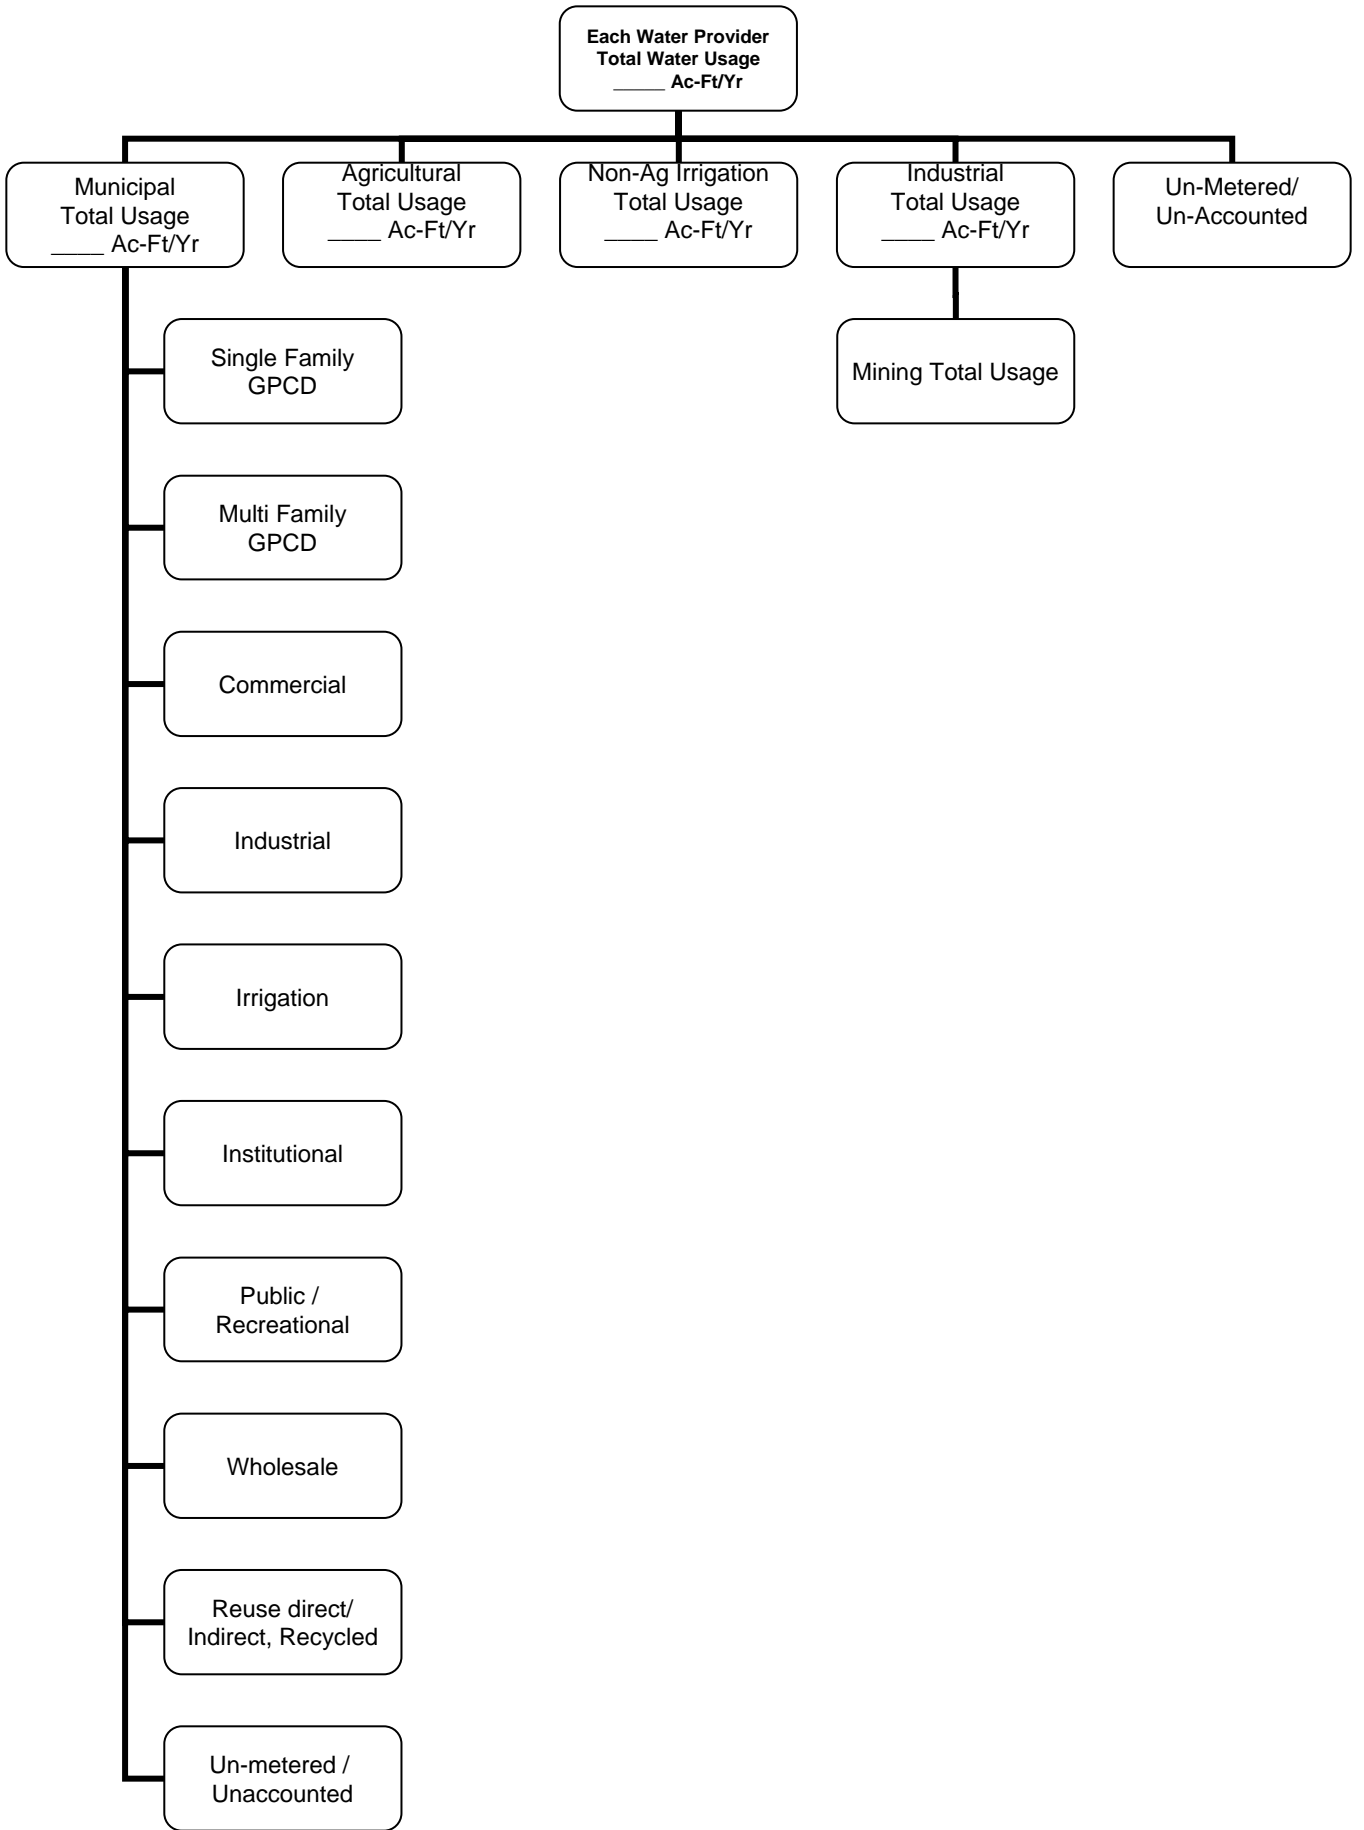 Each Water Provider
Total Water Usage
_____ Ac-Ft/Yr
Municipal
Total Usage
____ Ac-Ft/Yr
Agricultural
Total Usage
____ Ac-Ft/Yr
Non-Ag Irrigation
Total Usage
____ Ac-Ft/Yr
Industrial
Total Usage
____ Ac-Ft/Yr
Un-Metered/
Un-Accounted
Single Family
GPCD
Mining Total Usage
Multi Family
GPCD
Commercial
Industrial
Irrigation
Institutional
Public /
Recreational
Wholesale
Reuse direct/
Indirect, Recycled
Un-metered /
Unaccounted